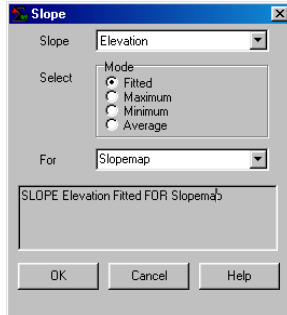 Slope
Slope Elevation
Select Mode
Fitted
Maximum
Minimum
Average
For Slopemap
SLOPE Elevation Fitted FOR Slopemap
OK Cancel Help